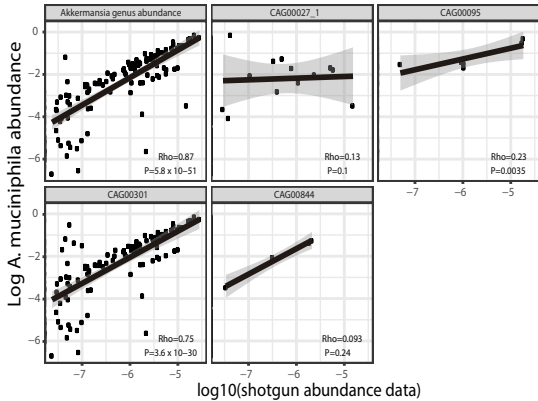 Akkermansia genus abundance
CAG00027_1
CAG00095
0
−2
−4
−6
Rho=0.87
P=5.8 x 10−51
Rho=0.13
P=0.1
Rho=0.23
P=0.0035
CAG00301
CAG00844
−7
−6
−5
0
−2
−4
−6
Rho=0.75
P=3.6 x 10−30
Rho=0.093
P=0.24
−7
−6
−5
−7
−6
−5
Log A. muciniphila abundance
log10(shotgun abundance data)